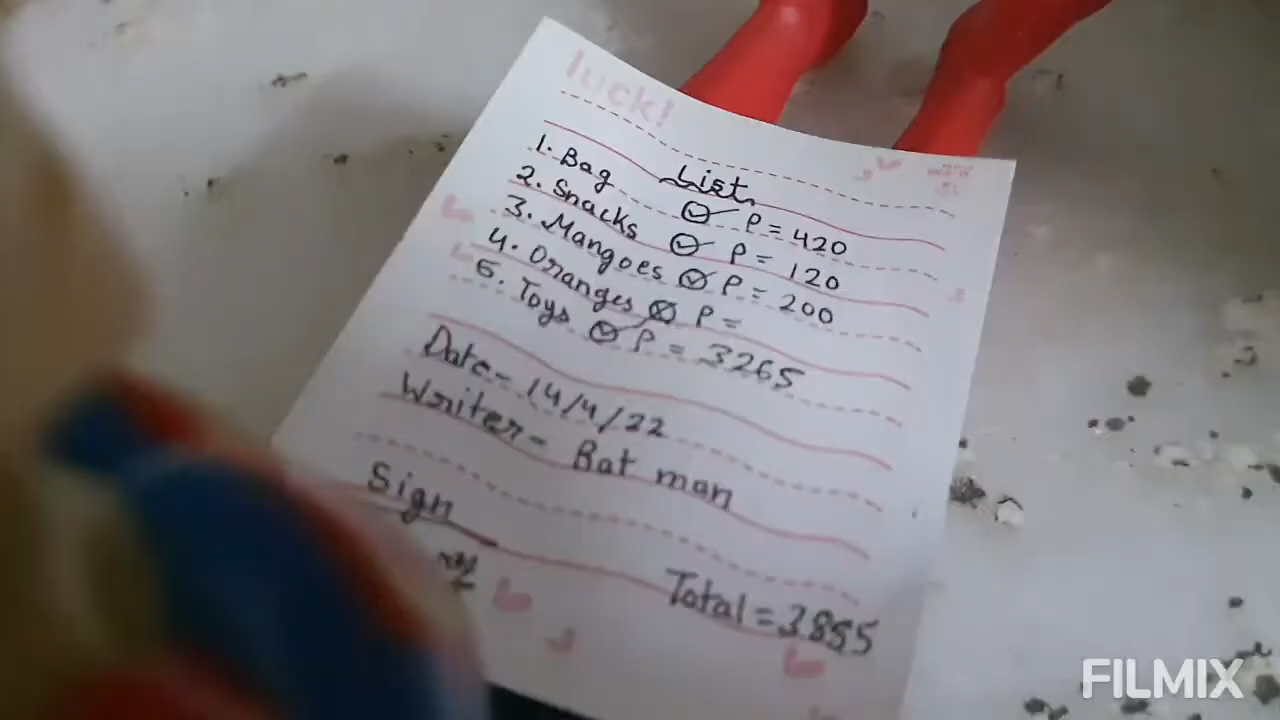 luck!
List
1. Bag P = 420
2. Snacks P = 120
3. Mangoes P = 200
4. Oranges P =
5. Toys P = 3265
Date - 14/4/22
Writer - Bat man
Sign
Total = 3855
FILMIX